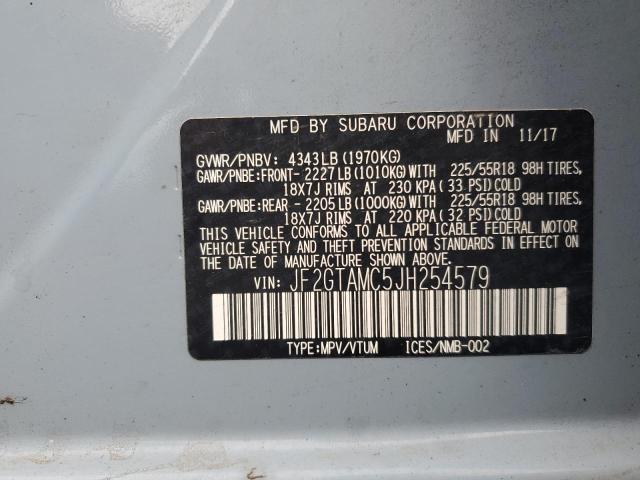 MFD BY SUBARU CORPORATION
MFD IN 11/17
GVWR/PNBV: 4343LB(1970KG)
GAWR/PNBE:FRONT- 2227LB(1010KG)WITH 225/55R18 98H TIRES,
18X7J RIMS AT 230 KPA(33 PSI)COLD
GAWR/PNBE:REAR - 2205LB(1000KG)WITH 225/55R18 98H TIRES,
18X7J RIMS AT 220 KPA(32 PSI)COLD
THIS VEHICLE CONFORMS TO ALL APPLICABLE FEDERAL MOTOR
VEHICLE SAFETY AND THEFT PREVENTION STANDARDS IN EFFECT ON
THE DATE OF MANUFACTURE SHOWN ABOVE.
VIN: JF2GTAMC5JH254579
TYPE:MPV/VTUM ICES/NMB-002